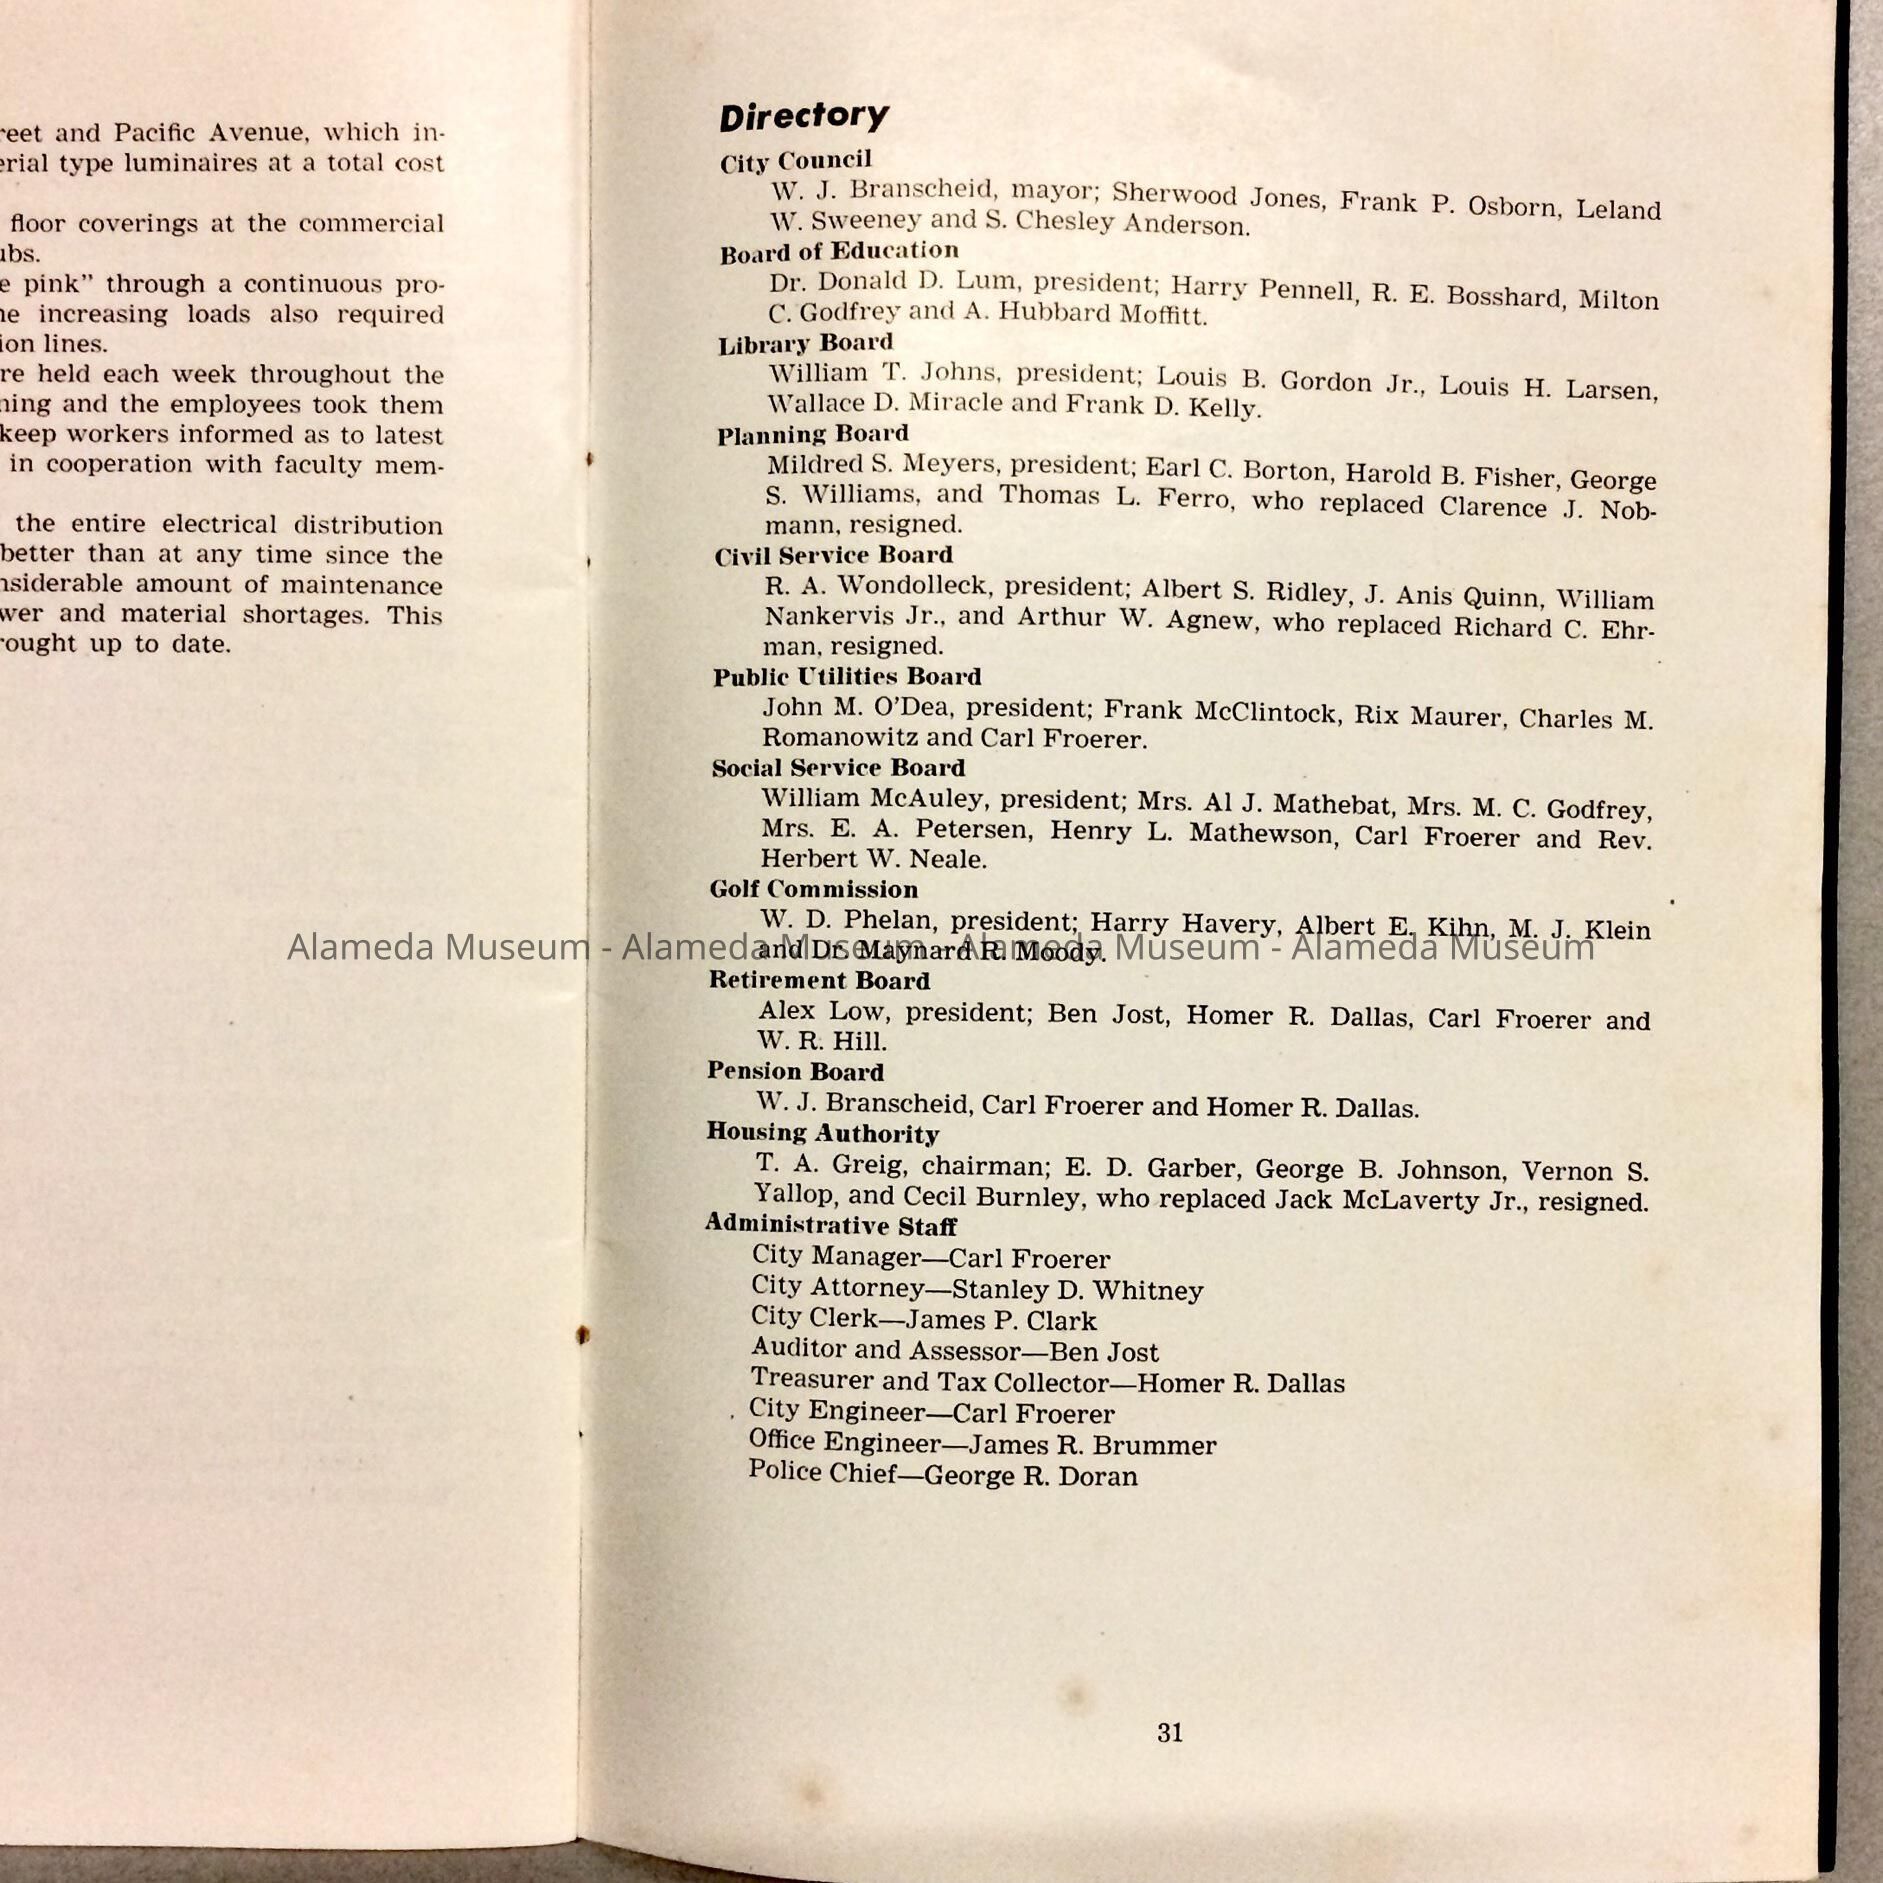 reet and Pacific Avenue, which in-
erial type luminaires at a total cost
floor coverings at the commercial
ubs.
e pink" through a continuous pro-
ne increasing loads also required
ion lines.
re held each week throughout the
ning and the employees took them
keep workers informed as to latest
in cooperation with faculty mem-
the entire electrical distribution
better than at any time since the
nsiderable amount of maintenance
wer and material shortages. This
rought up to date.
Directory
City Council
W. J. Branscheid, mayor; Sherwood Jones, Frank P. Osborn, Leland
W. Sweeney and S. Chesley Anderson.
Board of Education
Dr. Donald D. Lum, president; Harry Pennell, R. E. Bosshard, Milton
C. Godfrey and A. Hubbard Moffitt.
Library Board
William T. Johns, president; Louis B. Gordon Jr., Louis H. Larsen,
Wallace D. Miracle and Frank D. Kelly.
Planning Board
Mildred S. Meyers, president; Earl C. Borton, Harold B. Fisher, George
S. Williams, and Thomas L. Ferro, who replaced Clarence J. Nob-
mann, resigned.
Civil Service Board
R. A. Wondolleck, president; Albert S. Ridley, J. Anis Quinn, William
Nankervis Jr., and Arthur W. Agnew, who replaced Richard C. Ehr-
man, resigned.
Public Utilities Board
John M. O'Dea, president; Frank McClintock, Rix Maurer, Charles M.
Romanowitz and Carl Froerer.
Social Service Board
William McAuley, president; Mrs. Al J. Mathebat, Mrs. M. C. Godfrey,
Mrs. E. A. Petersen, Henry L. Mathewson, Carl Froerer and Rev.
Herbert W. Neale.
Golf Commission
W. D. Phelan, president; Harry Havery, Albert E. Kihn, M. J. Klein
and Dr. Maynard R. Moody.
Alameda Museum - Alameda Museum - Alameda Museum - Alameda Museum
Retirement Board
Alex Low, president; Ben Jost, Homer R. Dallas, Carl Froerer and
W. R. Hill.
Pension Board
W. J. Branscheid, Carl Froerer and Homer R. Dallas.
Housing Authority
T. A. Greig, chairman; E. D. Garber, George B. Johnson, Vernon S.
Yallop, and Cecil Burnley, who replaced Jack McLaverty Jr., resigned.
Administrative Staff
City Manager—Carl Froerer
City Attorney—Stanley D. Whitney
City Clerk—James P. Clark
Auditor and Assessor—Ben Jost
Treasurer and Tax Collector—Homer R. Dallas
City Engineer—Carl Froerer
Office Engineer—James R. Brummer
Police Chief—George R. Doran
31